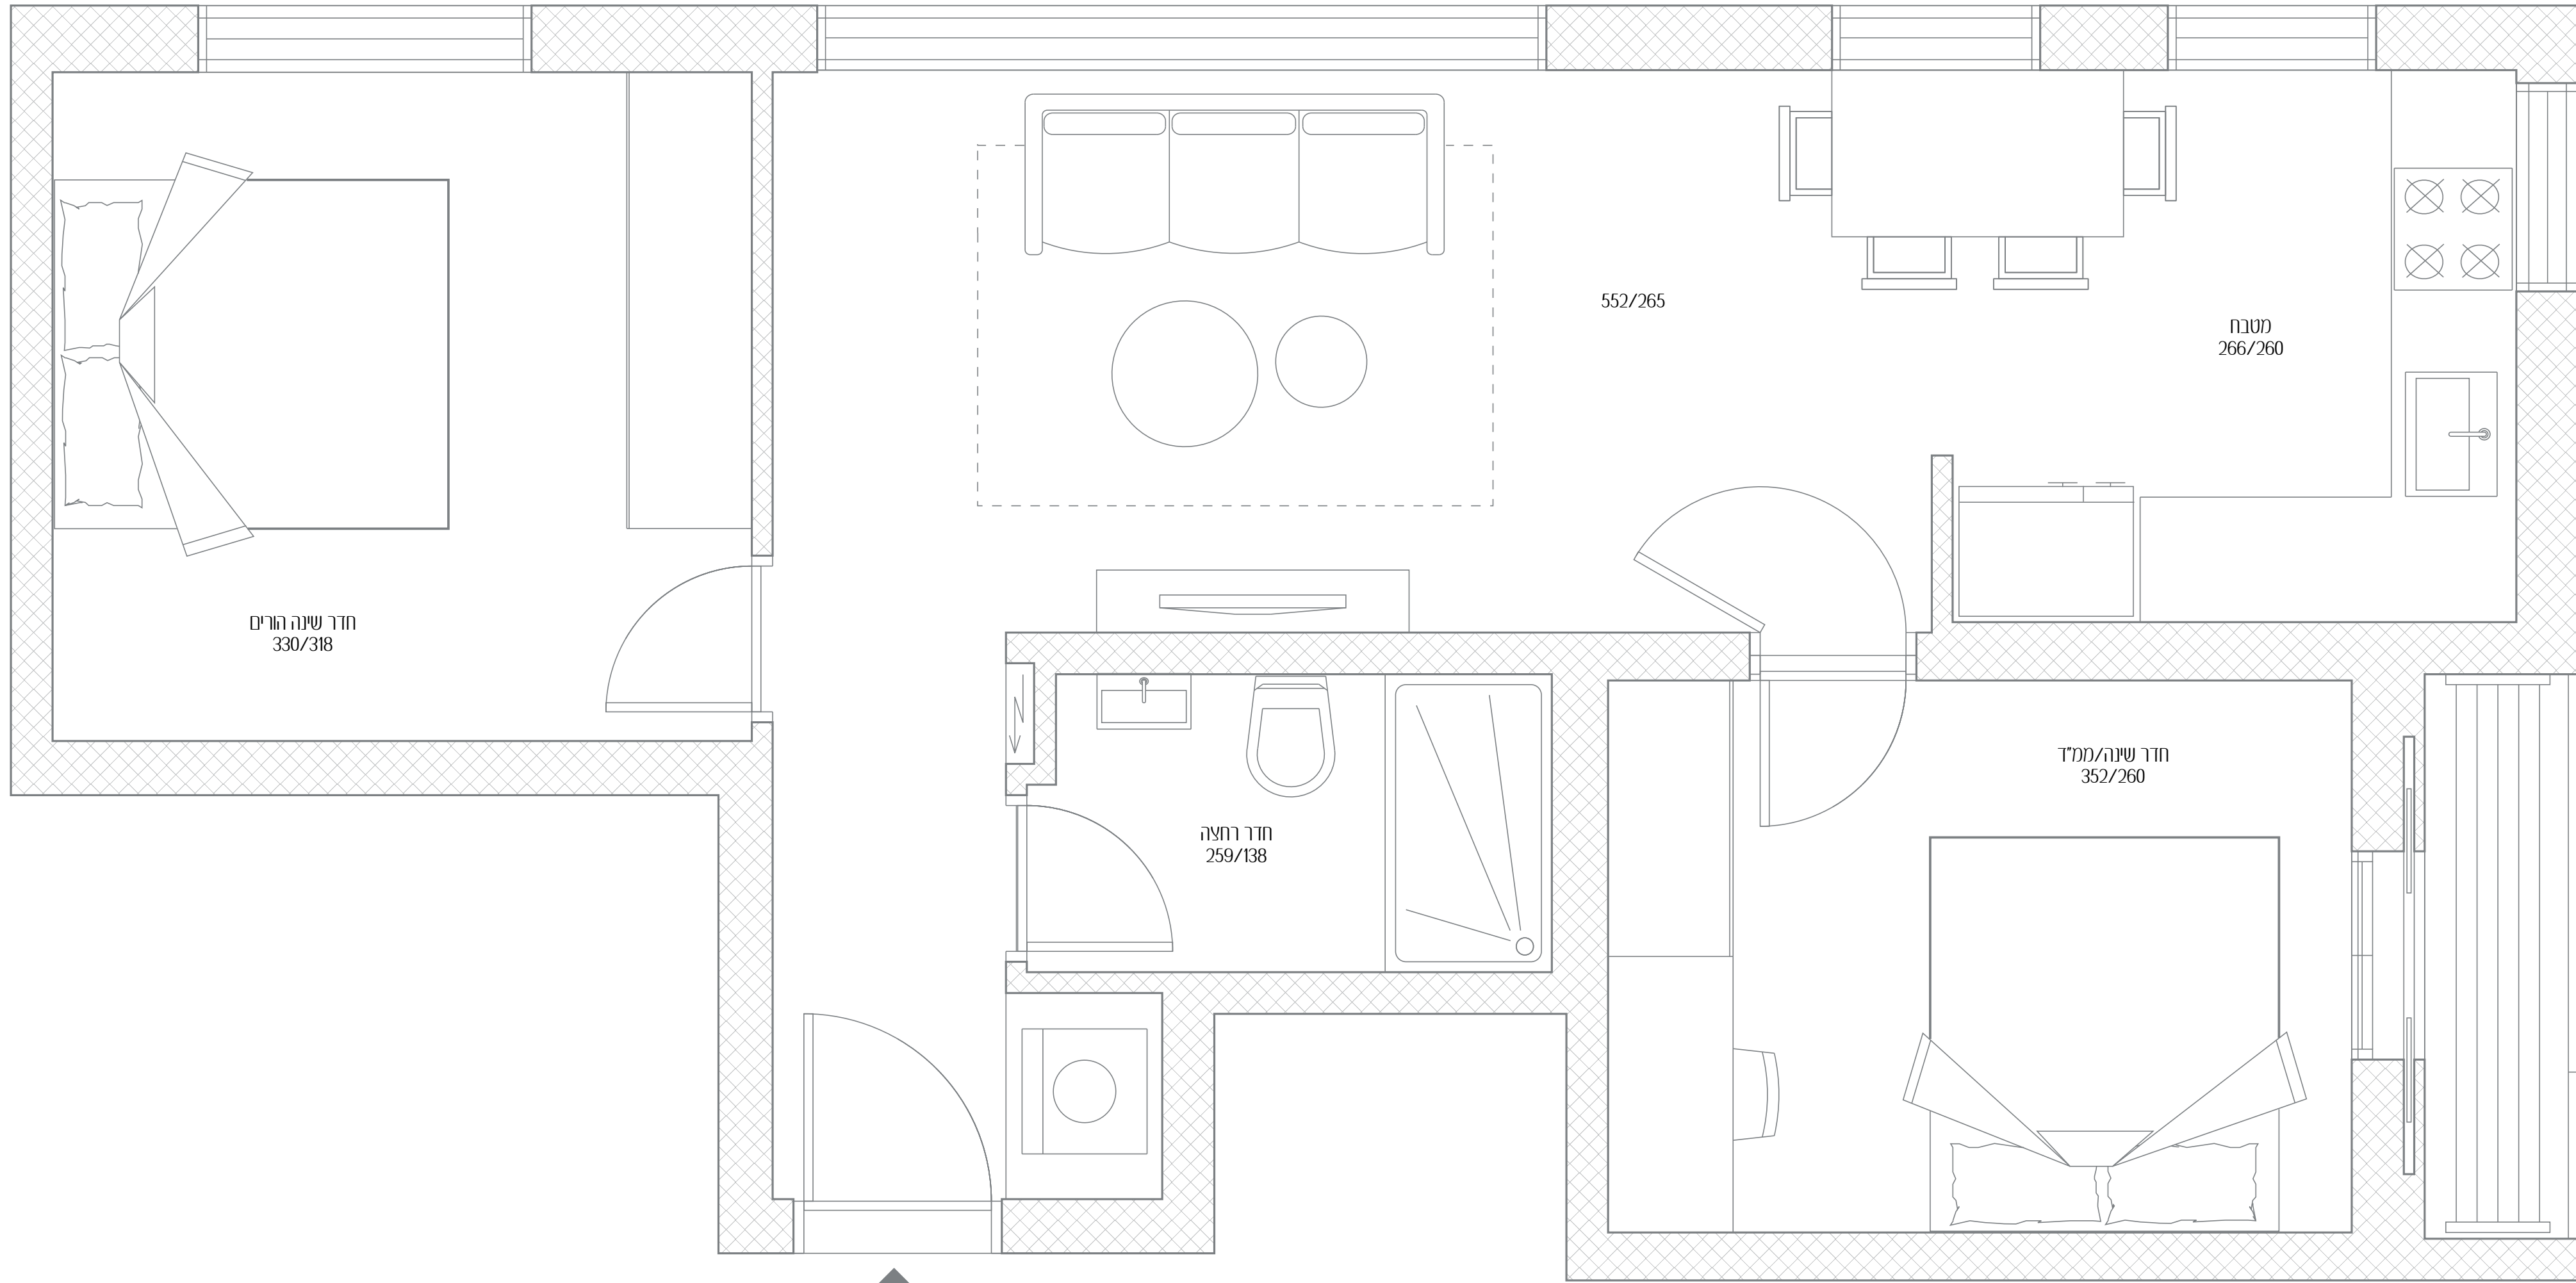 552/265
מטבח
266/260
חדר שינה הורים
330/318
חדר שינה/ממ"ד
352/260
חדר רחצה
259/138